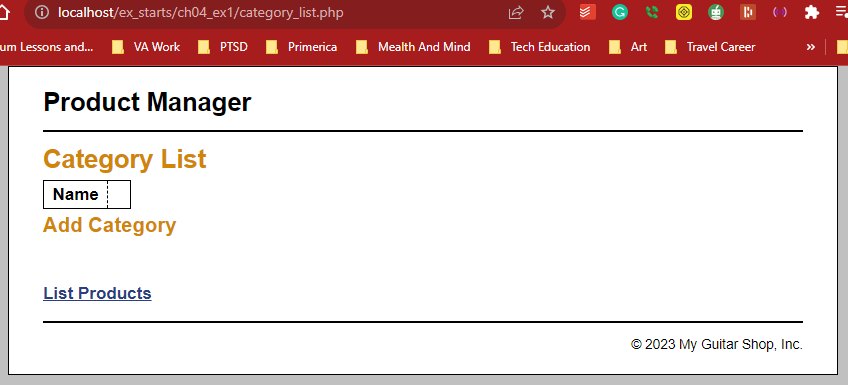 localhost/ex_starts/ch04_ex1/category_list.php
um Lessons and... VA Work PTSD Primerica Mealth And Mind Tech Education Art Travel Career »
Product Manager
Category List
Name
Add Category
List Products
© 2023 My Guitar Shop, Inc.